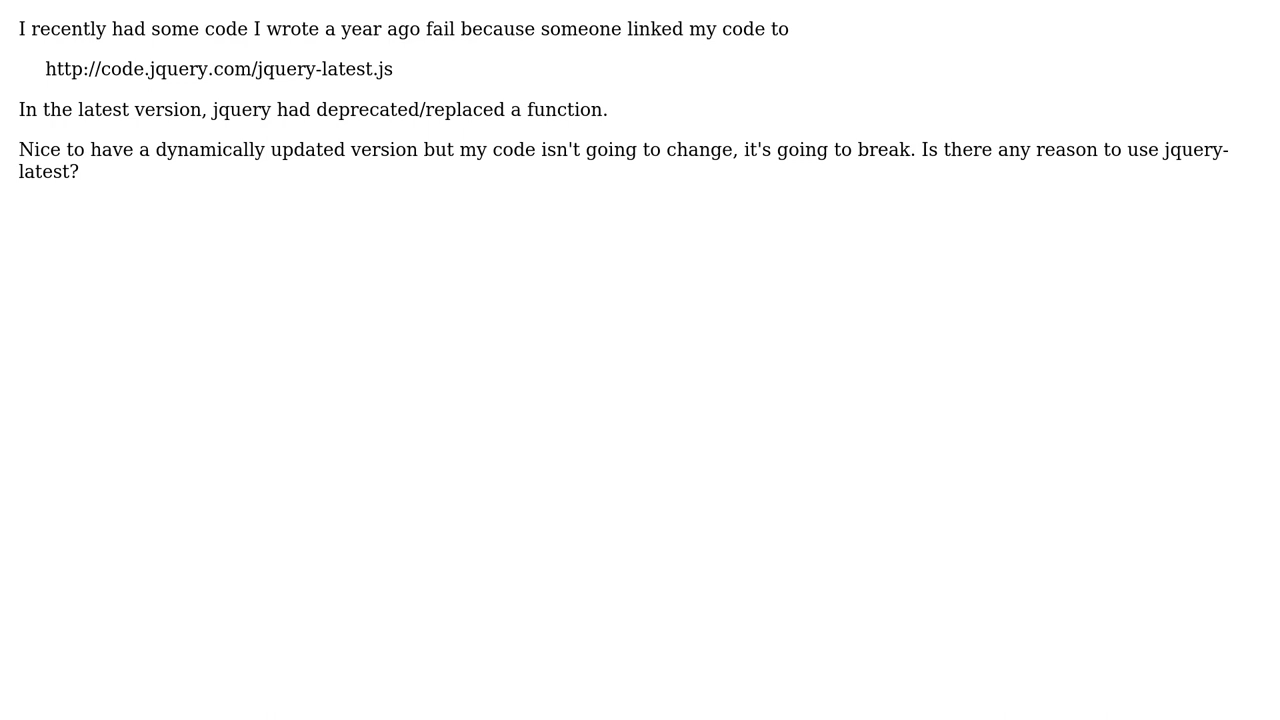 I recently had some code I wrote a year ago fail because someone linked my code to
http://code.jquery.com/jquery-latest.js
In the latest version, jquery had deprecated/replaced a function.
Nice to have a dynamically updated version but my code isn't going to change, it's going to break. Is there any reason to use jquery-
latest?